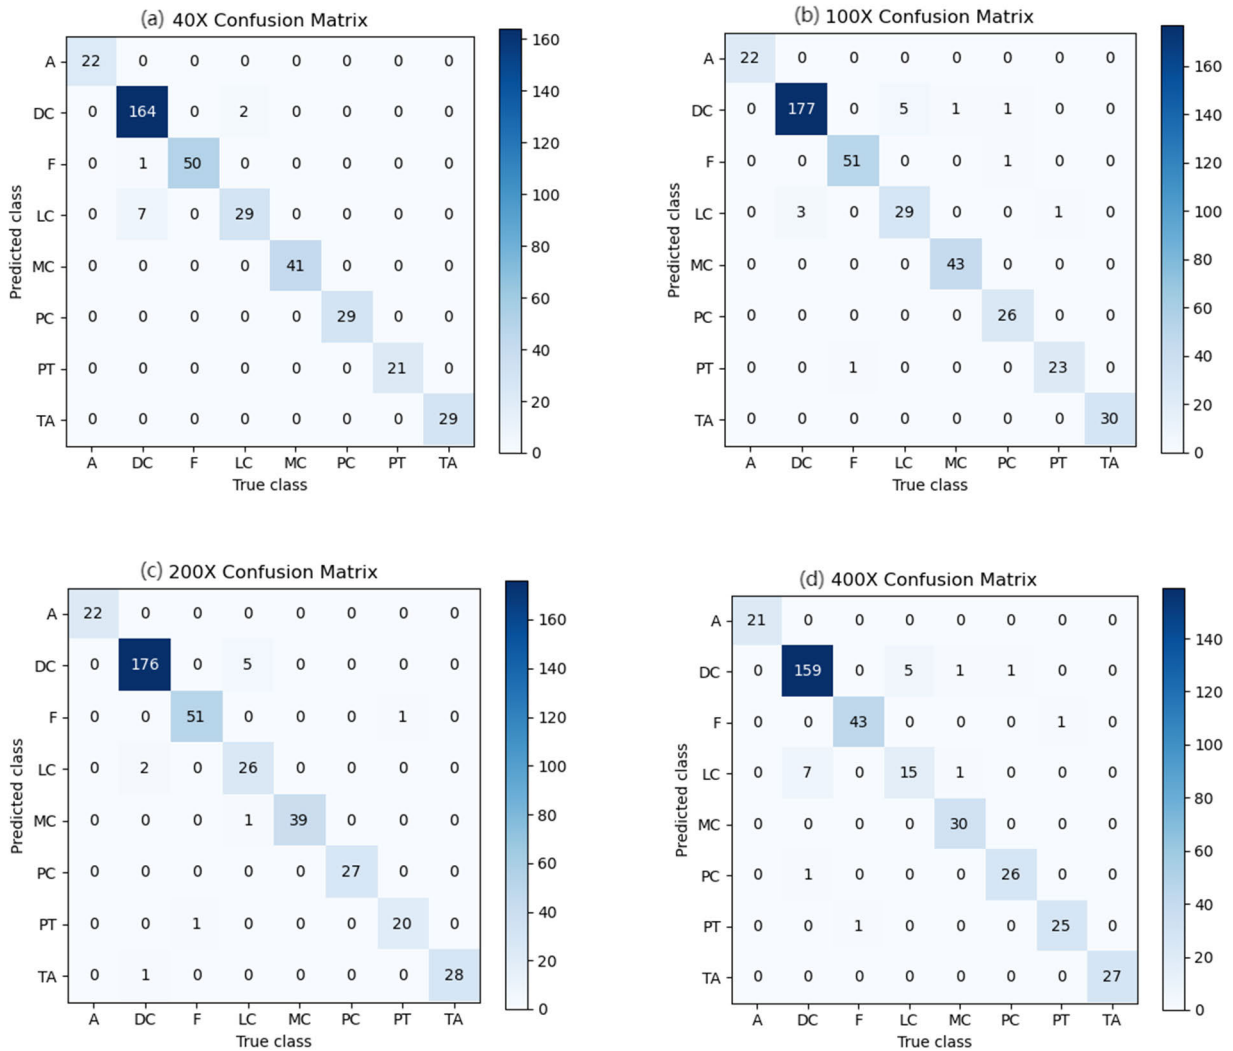 (a) 40X Confusion Matrix
A 22 0 0 0 0 0 0 0
DC 0 164 0 2 0 0 0 0
F 0 1 50 0 0 0 0 0
LC 0 7 0 29 0 0 0 0
MC 0 0 0 0 41 0 0 0
PC 0 0 0 0 0 29 0 0
PT 0 0 0 0 0 0 21 0
TA 0 0 0 0 0 0 0 29
A DC F LC MC PC PT TA
True class
Predicted class
160
140
120
100
80
60
40
20
0
(b) 100X Confusion Matrix
A 22 0 0 0 0 0 0 0
DC 0 177 0 5 1 1 0 0
F 0 0 51 0 0 1 0 0
LC 0 3 0 29 0 0 1 0
MC 0 0 0 0 43 0 0 0
PC 0 0 0 0 0 26 0 0
PT 0 0 1 0 0 0 23 0
TA 0 0 0 0 0 0 0 30
A DC F LC MC PC PT TA
True class
Predicted class
160
140
120
100
80
60
40
20
0
(c) 200X Confusion Matrix
A 22 0 0 0 0 0 0 0
DC 0 176 0 5 0 0 0 0
F 0 0 51 0 0 0 1 0
LC 0 2 0 26 0 0 0 0
MC 0 0 0 1 39 0 0 0
PC 0 0 0 0 0 27 0 0
PT 0 0 1 0 0 0 20 0
TA 0 1 0 0 0 0 0 28
A DC F LC MC PC PT TA
True class
Predicted class
160
140
120
100
80
60
40
20
0
(d) 400X Confusion Matrix
A 21 0 0 0 0 0 0 0
DC 0 159 0 5 1 1 0 0
F 0 0 43 0 0 0 1 0
LC 0 7 0 15 1 0 0 0
MC 0 0 0 0 30 0 0 0
PC 0 1 0 0 0 26 0 0
PT 0 0 1 0 0 0 25 0
TA 0 0 0 0 0 0 0 27
A DC F LC MC PC PT TA
True class
Predicted class
140
120
100
80
60
40
20
0